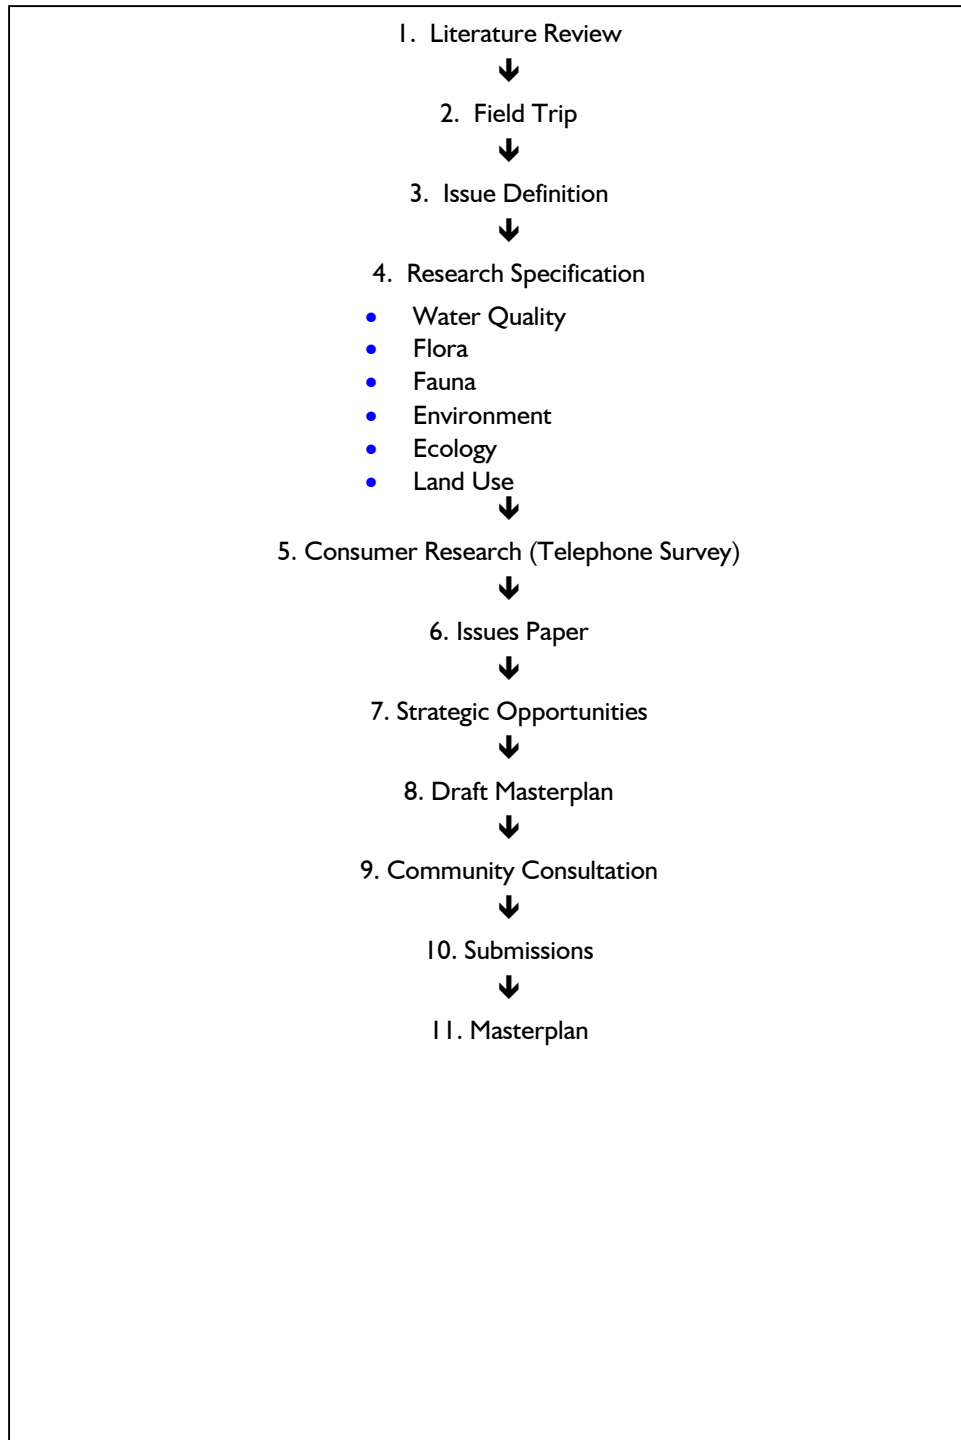 1. Literature Review
2. Field Trip
3. Issue Definition
4. Research Specification
• Water Quality
• Flora
• Fauna
• Environment
• Ecology
• Land Use
5. Consumer Research (Telephone Survey)
6. Issues Paper
7. Strategic Opportunities
8. Draft Masterplan
9. Community Consultation
10. Submissions
11. Masterplan